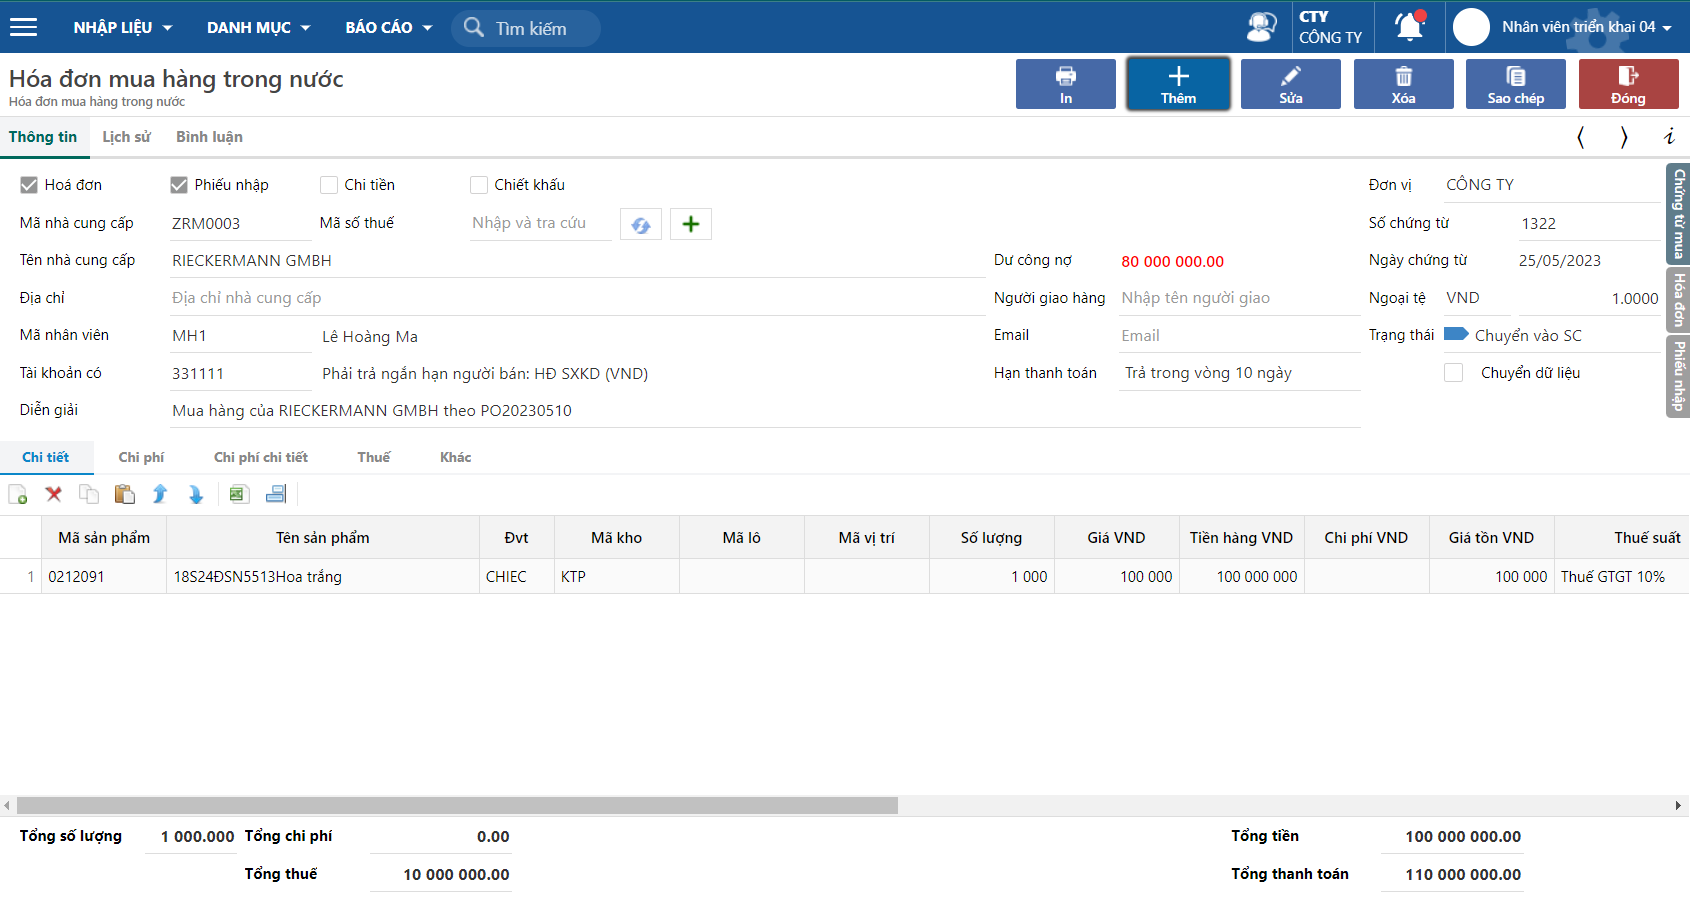 NHẬP LIỆU DANH MỤC BÁO CÁO Tìm kiếm CTY CÔNG TY Nhân viên triển khai 04
Hóa đơn mua hàng trong nước
Hóa đơn mua hàng trong nước
In Thêm Sửa Xóa Sao chép Đóng
Thông tin Lịch sử Bình luận
Hoá đơn Phiếu nhập Chi tiền Chiết khấu Đơn vị CÔNG TY
Mã nhà cung cấp ZRM0003 Mã số thuế Nhập và tra cứu Số chứng từ 1322
Tên nhà cung cấp RIECKERMANN GMBH Dư công nợ 80 000 000.00 Ngày chứng từ 25/05/2023
Địa chỉ Địa chỉ nhà cung cấp Người giao hàng Nhập tên người giao Ngoại tệ VND 1.0000
Mã nhân viên MH1 Lê Hoàng Ma Email Email Trạng thái Chuyển vào SC
Tài khoản có 331111 Phải trả ngắn hạn người bán: HĐ SXKD (VND) Hạn thanh toán Trả trong vòng 10 ngày Chuyển dữ liệu
Diễn giải Mua hàng của RIECKERMANN GMBH theo PO20230510
Chứng từ mua
Hóa đơn
Phiếu nhập
Chi tiết Chi phí Chi phí chi tiết Thuế Khác
Mã sản phẩm Tên sản phẩm Đvt Mã kho Mã lô Mã vị trí Số lượng Giá VND Tiền hàng VND Chi phí VND Giá tồn VND Thuế suất
1 0212091 18S24ĐSN5513Hoa trắng CHIEC KTP 1 000 100 000 100 000 000 100 000 Thuế GTGT 10%
Tổng số lượng 1 000.000 Tổng chi phí 0.00 Tổng tiền 100 000 000.00
Tổng thuế 10 000 000.00 Tổng thanh toán 110 000 000.00